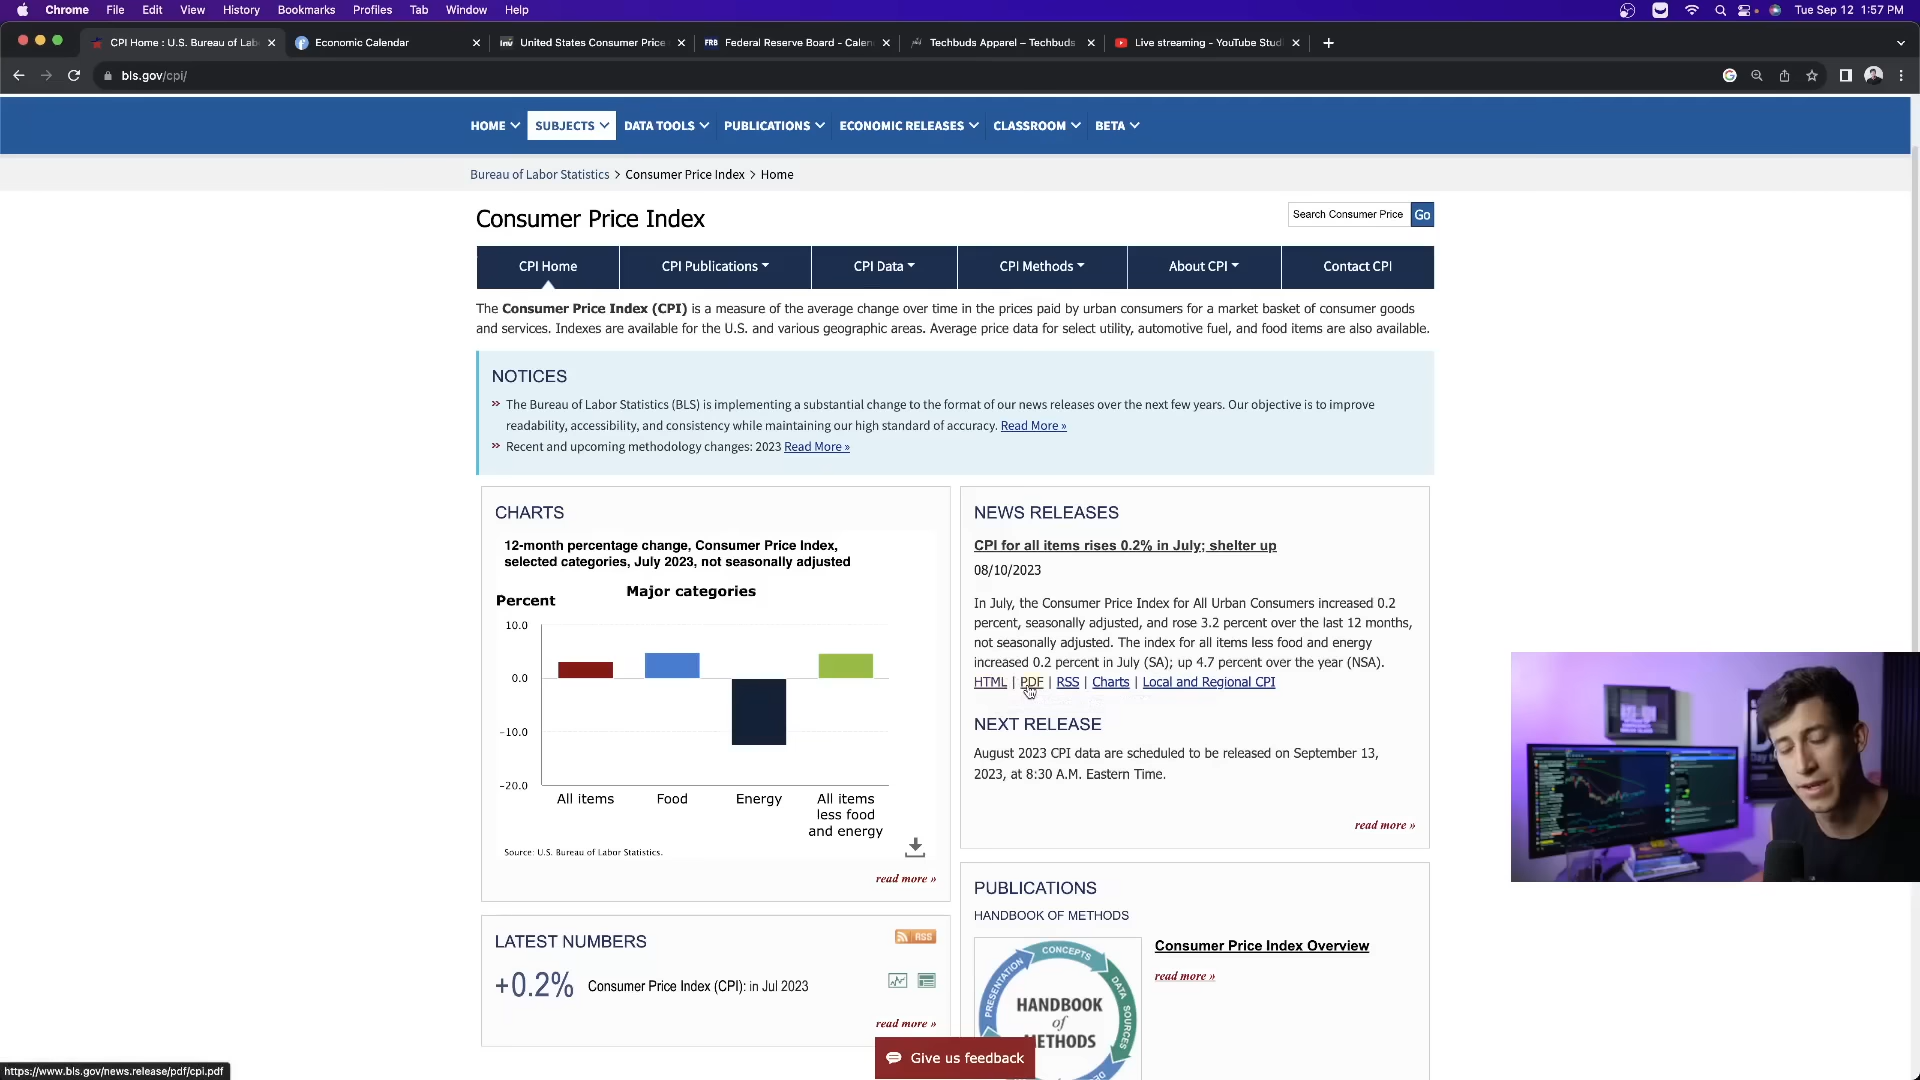 Chrome File Edit View History Bookmarks Profiles Tab Window Help Tue Sep 12 1:57 PM
CPI Home : U.S. Bureau of Lab Economic Calendar United States Consumer Price Federal Reserve Board - Calen Techbuds Apparel – Techbuds Live streaming - YouTube Stud
bls.gov/cpi/
HOME SUBJECTS DATA TOOLS PUBLICATIONS ECONOMIC RELEASES CLASSROOM BETA
Bureau of Labor Statistics > Consumer Price Index > Home
Consumer Price Index
Search Consumer Price Go
CPI Home CPI Publications CPI Data CPI Methods About CPI Contact CPI
The Consumer Price Index (CPI) is a measure of the average change over time in the prices paid by urban consumers for a market basket of consumer goods
and services. Indexes are available for the U.S. and various geographic areas. Average price data for select utility, automotive fuel, and food items are also available.
NOTICES
» The Bureau of Labor Statistics (BLS) is implementing a substantial change to the format of our news releases over the next few years. Our objective is to improve
readability, accessibility, and consistency while maintaining our high standard of accuracy. Read More »
» Recent and upcoming methodology changes: 2023 Read More »
CHARTS
12-month percentage change, Consumer Price Index,
selected categories, July 2023, not seasonally adjusted
Major categories
Percent
10.0
0.0
-10.0
-20.0
All items Food Energy All items
less food
and energy
Source: U.S. Bureau of Labor Statistics.
read more »
LATEST NUMBERS
RSS
+0.2% Consumer Price Index (CPI): in Jul 2023
read more »
NEWS RELEASES
CPI for all items rises 0.2% in July; shelter up
08/10/2023
In July, the Consumer Price Index for All Urban Consumers increased 0.2
percent, seasonally adjusted, and rose 3.2 percent over the last 12 months,
not seasonally adjusted. The index for all items less food and energy
increased 0.2 percent in July (SA); up 4.7 percent over the year (NSA).
HTML | PDF | RSS | Charts | Local and Regional CPI
NEXT RELEASE
August 2023 CPI data are scheduled to be released on September 13,
2023, at 8:30 A.M. Eastern Time.
read more »
PUBLICATIONS
HANDBOOK OF METHODS
PRESENTATION CONCEPTS DATA SOURCES
HANDBOOK
of
METHODS
Consumer Price Index Overview
read more »
Give us feedback
https://www.bls.gov/news.release/pdf/cpi.pdf